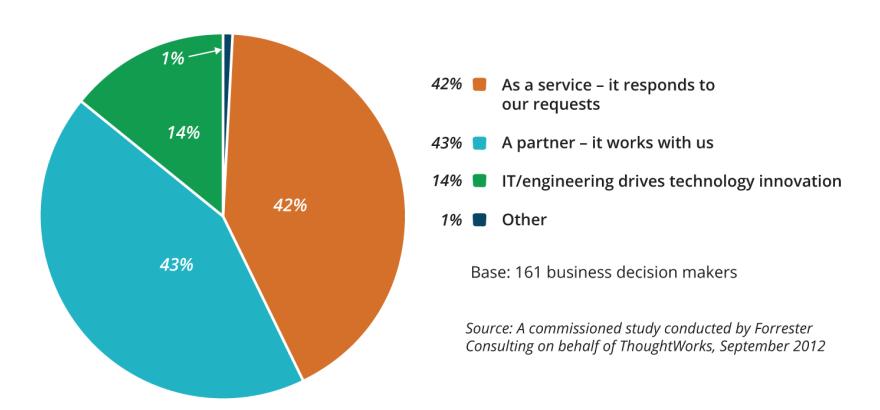 1%
14%
42%
43%
42% As a service – it responds to
our requests
43% A partner – it works with us
14% IT/engineering drives technology innovation
1% Other
Base: 161 business decision makers
Source: A commissioned study conducted by Forrester
Consulting on behalf of ThoughtWorks, September 2012